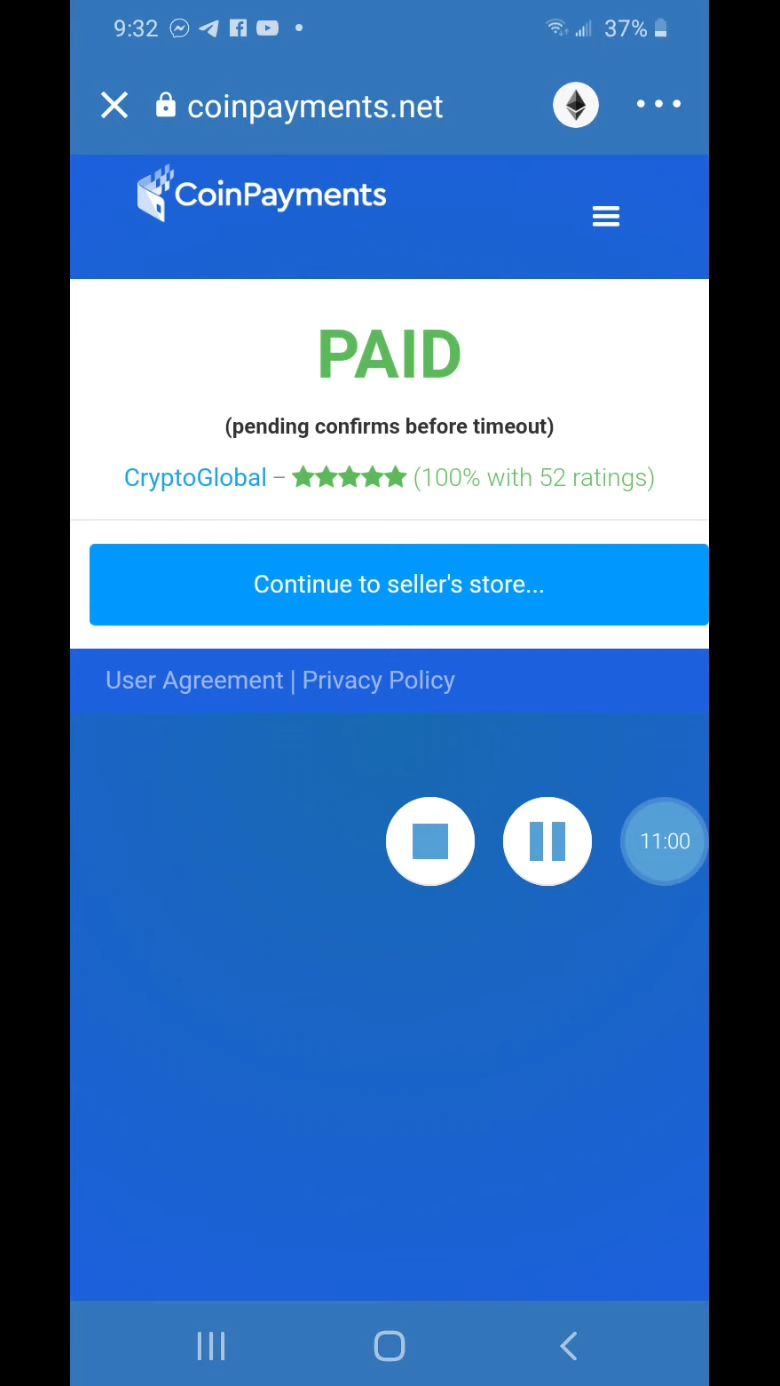 9:32 37%
coinpayments.net
CoinPayments
PAID
(pending confirms before timeout)
CryptoGlobal – ★★★★★ (100% with 52 ratings)
Continue to seller's store...
User Agreement | Privacy Policy
11:00